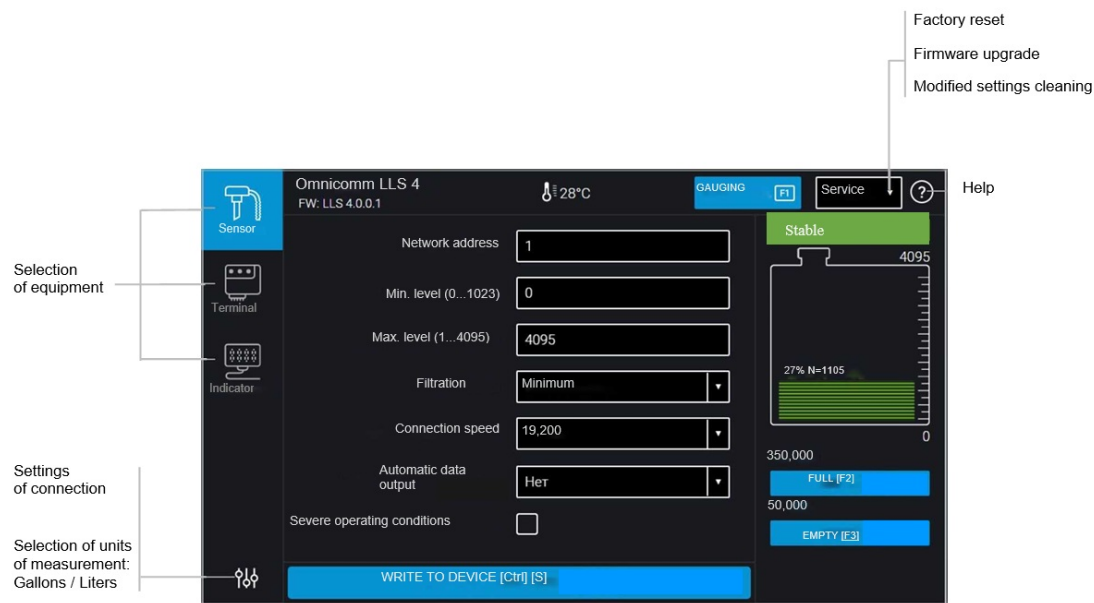 Factory reset
Firmware upgrade
Modified settings cleaning
Omnicomm LLS 4
FW: LLS 4.0.0.1
28°C
GAUGING
F1
Service
?
Help
Sensor
Terminal
Indicator
Selection
of equipment
Settings
of connection
Selection of units
of measurement:
Gallons / Liters
Network address
1
Min. level (0...1023)
0
Max. level (1...4095)
4095
Filtration
Minimum
Connection speed
19,200
Automatic data
output
Нет
Severe operating conditions
WRITE TO DEVICE [Ctrl] [S]
Stable
4095
27% N=1105
0
350,000
FULL [F2]
50,000
EMPTY [F3]